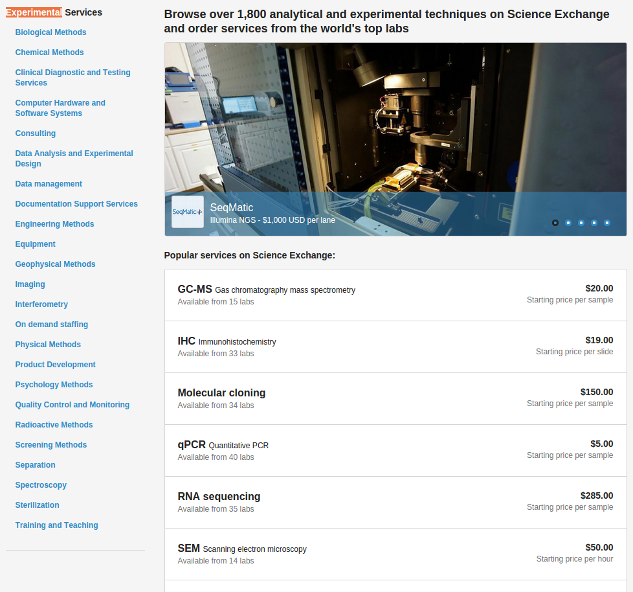 Experimental Services
Biological Methods
Chemical Methods
Clinical Diagnostic and Testing
Services
Computer Hardware and
Software Systems
Consulting
Data Analysis and Experimental
Design
Data management
Documentation Support Services
Engineering Methods
Equipment
Geophysical Methods
Imaging
Interferometry
On demand staffing
Physical Methods
Product Development
Psychology Methods
Quality Control and Monitoring
Radioactive Methods
Screening Methods
Separation
Spectroscopy
Sterilization
Training and Teaching
Browse over 1,800 analytical and experimental techniques on Science Exchange
and order services from the world's top labs
SeqMatic
SeqMatic
Illumina NGS - $1,000 USD per lane
Popular services on Science Exchange:
GC-MS Gas chromatography mass spectrometry
Available from 15 labs
$20.00
Starting price per sample
IHC Immunohistochemistry
Available from 33 labs
$19.00
Starting price per slide
Molecular cloning
Available from 34 labs
$150.00
Starting price per sample
qPCR Quantitative PCR
Available from 40 labs
$5.00
Starting price per sample
RNA sequencing
Available from 35 labs
$285.00
Starting price per sample
SEM Scanning electron microscopy
Available from 14 labs
$50.00
Starting price per hour